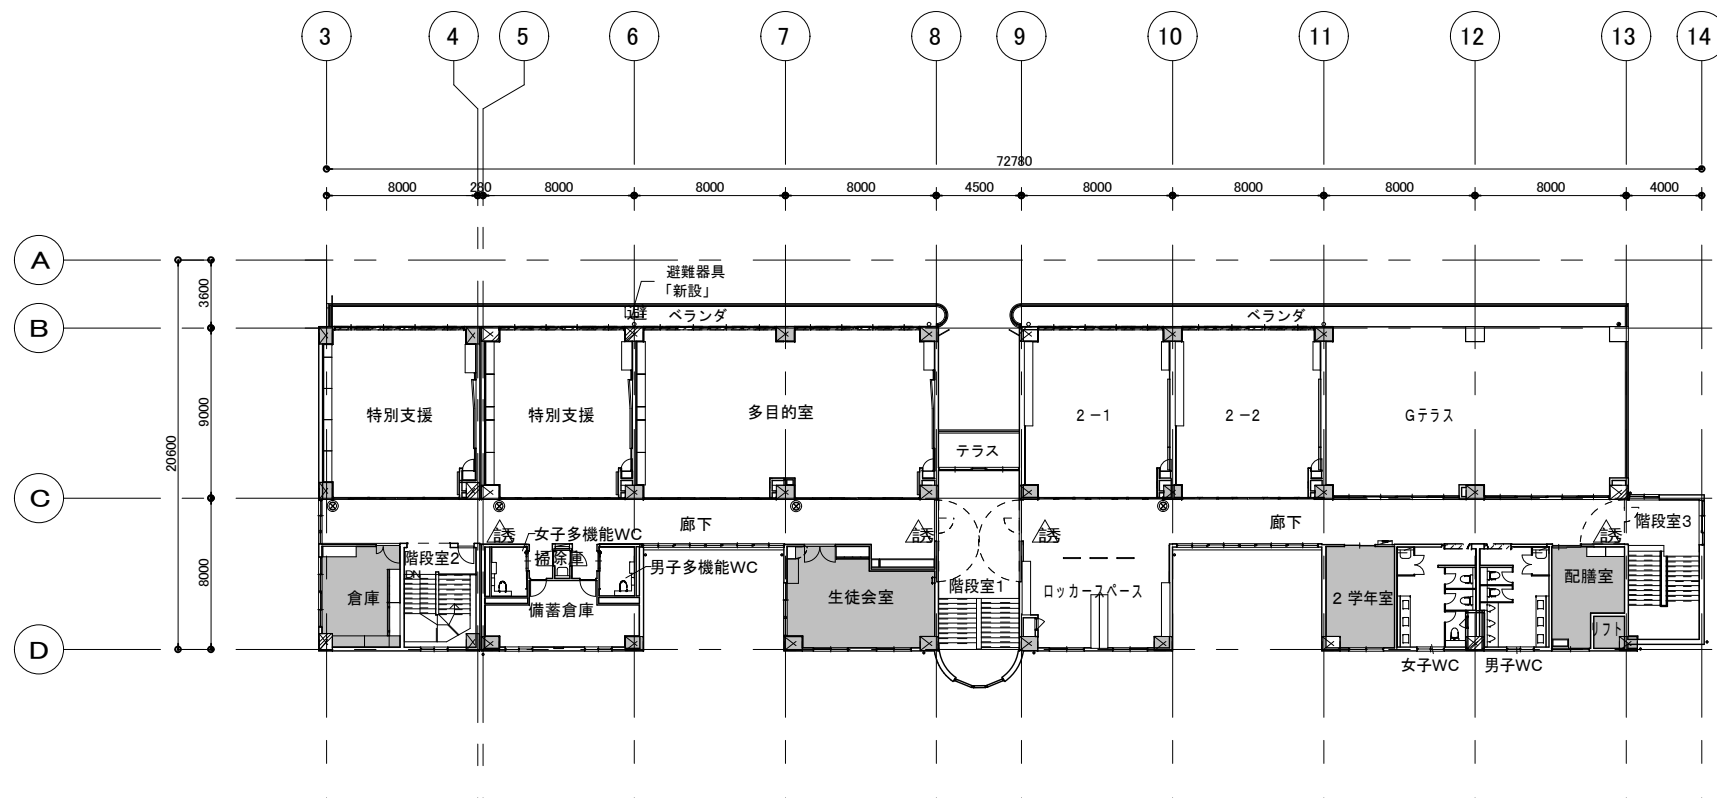 3 4 5 6 7 8 9 10 11 12 13 14
72780
8000 280 8000 8000 8000 4500 8000 8000 8000 8000 4000
A
避難器具
「新設」
3600
避 ベランダ ベランダ
B
特別支援 特別支援 多目的室 2-1 2-2 Gテラス
9000
20600
テラス
C
廊下 廊下 階段室3
誘 女子多機能WC 誘 誘 誘
階段室2 掃除庫
男子多機能WC
DN
8000
倉庫 備蓄倉庫 生徒会室 階段室1 ロッカースペース 2学年室 配膳室
リフト
D
女子WC 男子WC